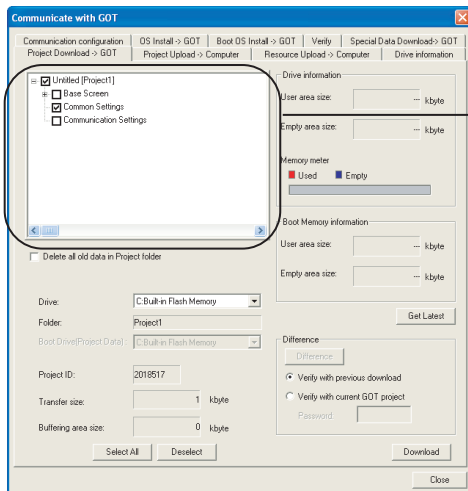 Communicate with GOT
Communication configuration | OS Install -> GOT | Boot OS Install -> GOT | Verify | Special Data Download-> GOT
Project Download -> GOT | Project Upload -> Computer | Resource Upload -> Computer | Drive information
Untitled [Project1]
Base Screen
Common Settings
Communication Settings
Delete all old data in Project folder
Drive: C:Built-in Flash Memory
Folder: Project1
Boot Drive(Project Data): C:Built-in Flash Memory
Project ID: 2018517
Transfer size: 1 kbyte
Buffering area size: 0 kbyte
Select All Deselect
Drive information
User area size: --- kbyte
Empty area size: --- kbyte
Memory meter
Used Empty
Boot Memory information
User area size: --- kbyte
Empty area size: --- kbyte
Get Latest
Difference
Difference
Verify with previous download
Verify with current GOT project
Password:
Download
Close